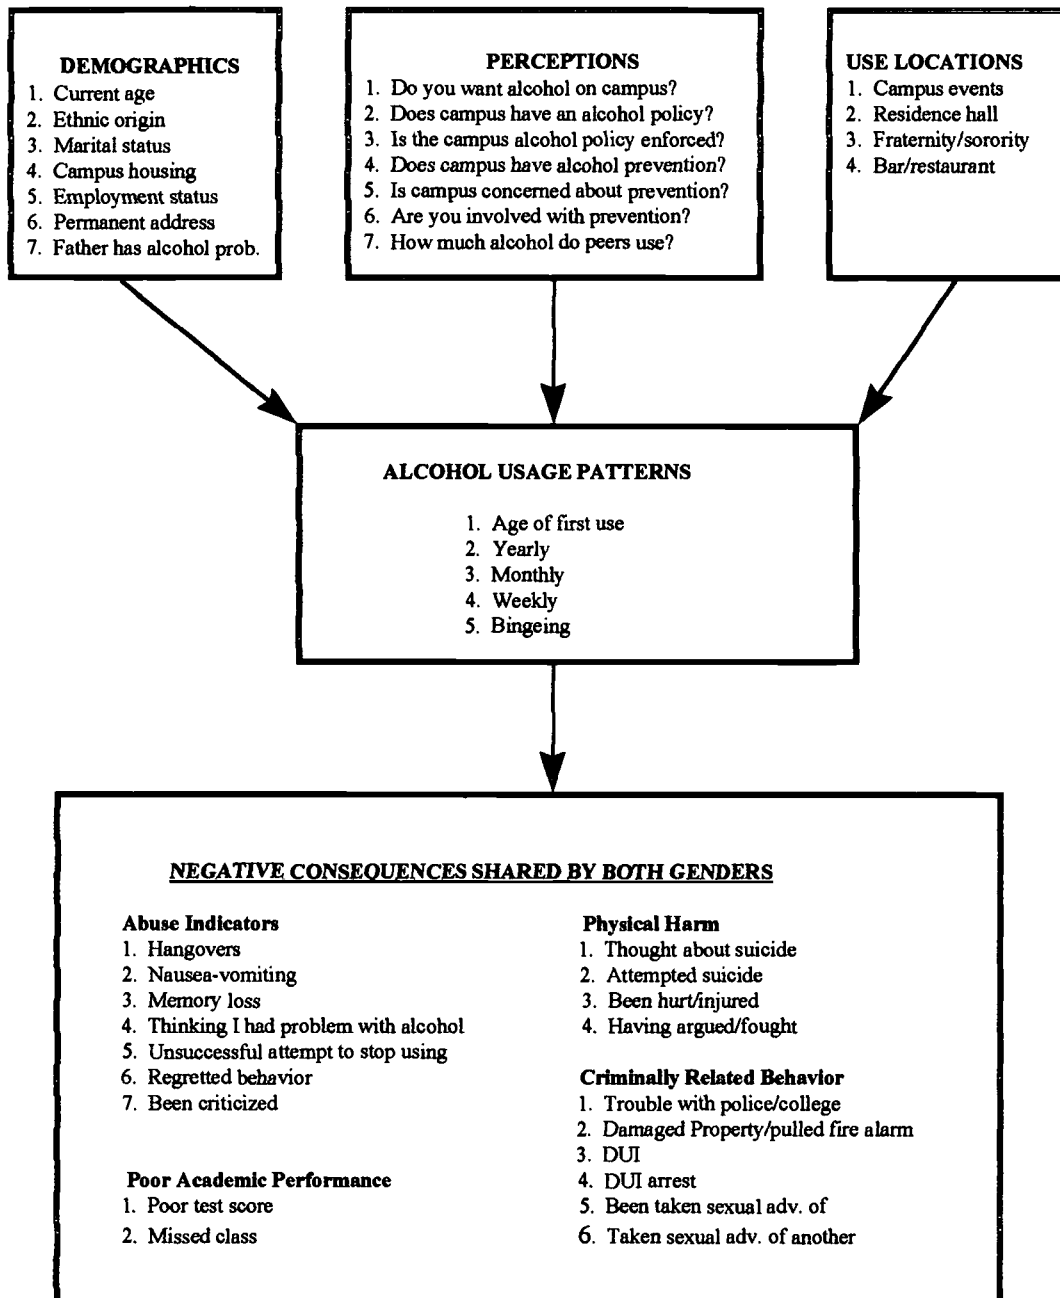 DEMOGRAPHICS
1. Current age
2. Ethnic origin
3. Marital status
4. Campus housing
5. Employment status
6. Permanent address
7. Father has alcohol prob.
PERCEPTIONS
1. Do you want alcohol on campus?
2. Does campus have an alcohol policy?
3. Is the campus alcohol policy enforced?
4. Does campus have alcohol prevention?
5. Is campus concerned about prevention?
6. Are you involved with prevention?
7. How much alcohol do peers use?
USE LOCATIONS
1. Campus events
2. Residence hall
3. Fraternity/sorority
4. Bar/restaurant
ALCOHOL USAGE PATTERNS
1. Age of first use
2. Yearly
3. Monthly
4. Weekly
5. Bingeing
NEGATIVE CONSEQUENCES SHARED BY BOTH GENDERS
Abuse Indicators
1. Hangovers
2. Nausea-vomiting
3. Memory loss
4. Thinking I had problem with alcohol
5. Unsuccessful attempt to stop using
6. Regretted behavior
7. Been criticized
Poor Academic Performance
1. Poor test score
2. Missed class
Physical Harm
1. Thought about suicide
2. Attempted suicide
3. Been hurt/injured
4. Having argued/fought
Criminally Related Behavior
1. Trouble with police/college
2. Damaged Property/pulled fire alarm
3. DUI
4. DUI arrest
5. Been taken sexual adv. of
6. Taken sexual adv. of another